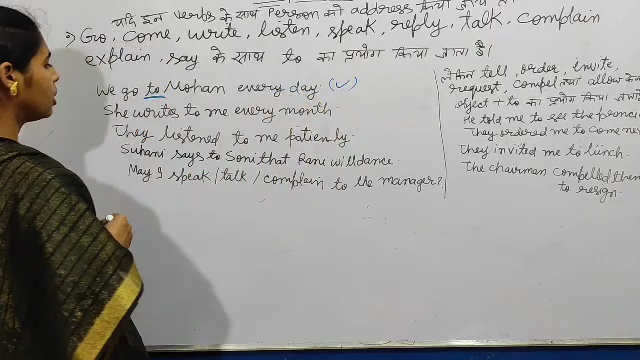 यदि इन verbs के साथ Person को address किया जाता
Go, come, write, listen, speak, reply, talk, complain
explain, say के साथ to का प्रयोग किया जाता है।
We go to Mohan every day. (✓)
She writes to me every month.
They listened to me patienly.
Suhani says to Soni that Rani will dance.
May I speak/talk/complain to the manager?
लेकिन tell, order, invite,
request, compel तथा allow के
object + to का प्रयोग किया जाता
He told me to see the
They ordered me to come
They invited me to lunch.
The chairman compelled them
to resign.